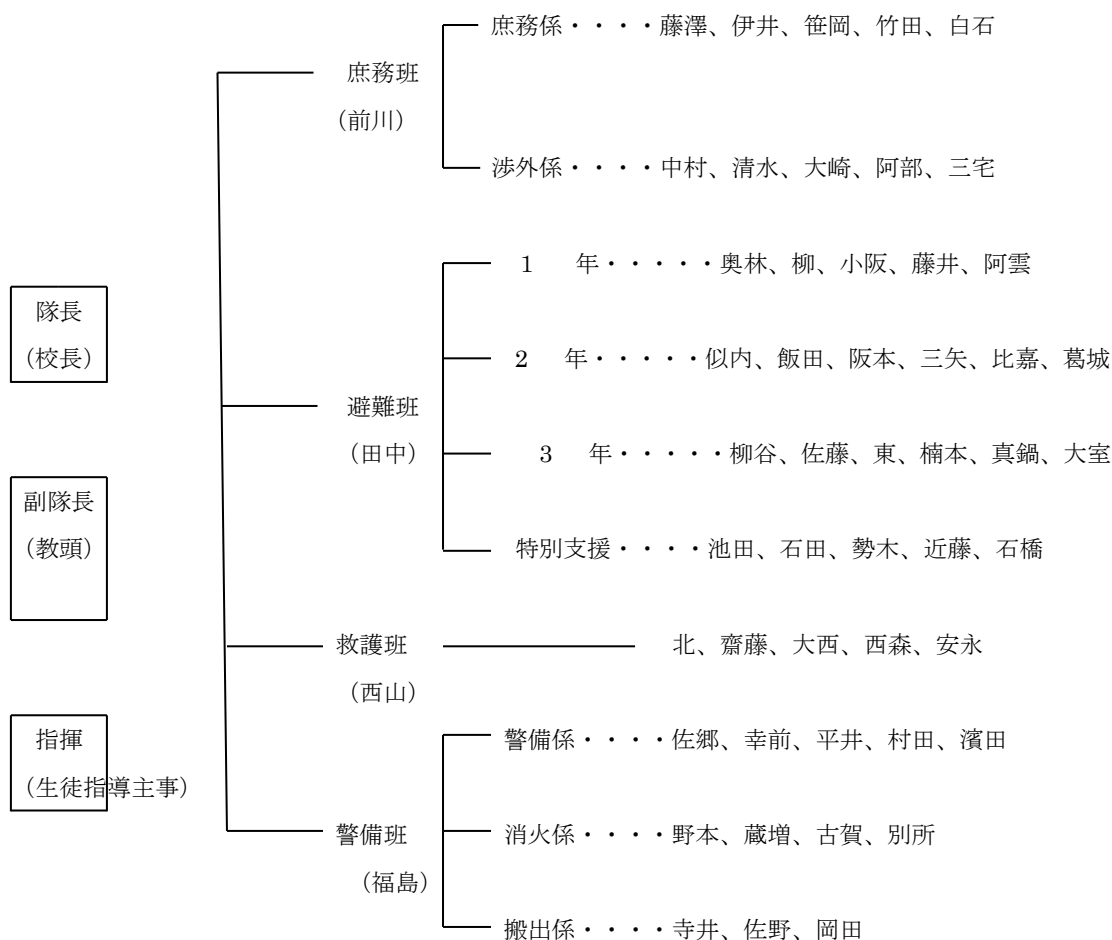 庶務係・・・・藤澤、伊井、笹岡、竹田、白石
庶務班
（前川）
渉外係・・・・中村、清水、大崎、阿部、三宅
1　年・・・・・奥林、柳、小阪、藤井、阿雲
隊長
（校長）
2　年・・・・・似内、飯田、阪本、三矢、比嘉、葛城
避難班
（田中）
3　年・・・・・柳谷、佐藤、東、楠本、真鍋、大室
副隊長
（教頭）
特別支援・・・・池田、石田、勢木、近藤、石橋
救護班
北、齋藤、大西、西森、安永
（西山）
指揮
（生徒指導主事）
警備係・・・・佐郷、幸前、平井、村田、濱田
警備班
（福島）
消火係・・・・野本、蔵増、古賀、別所
搬出係・・・・寺井、佐野、岡田